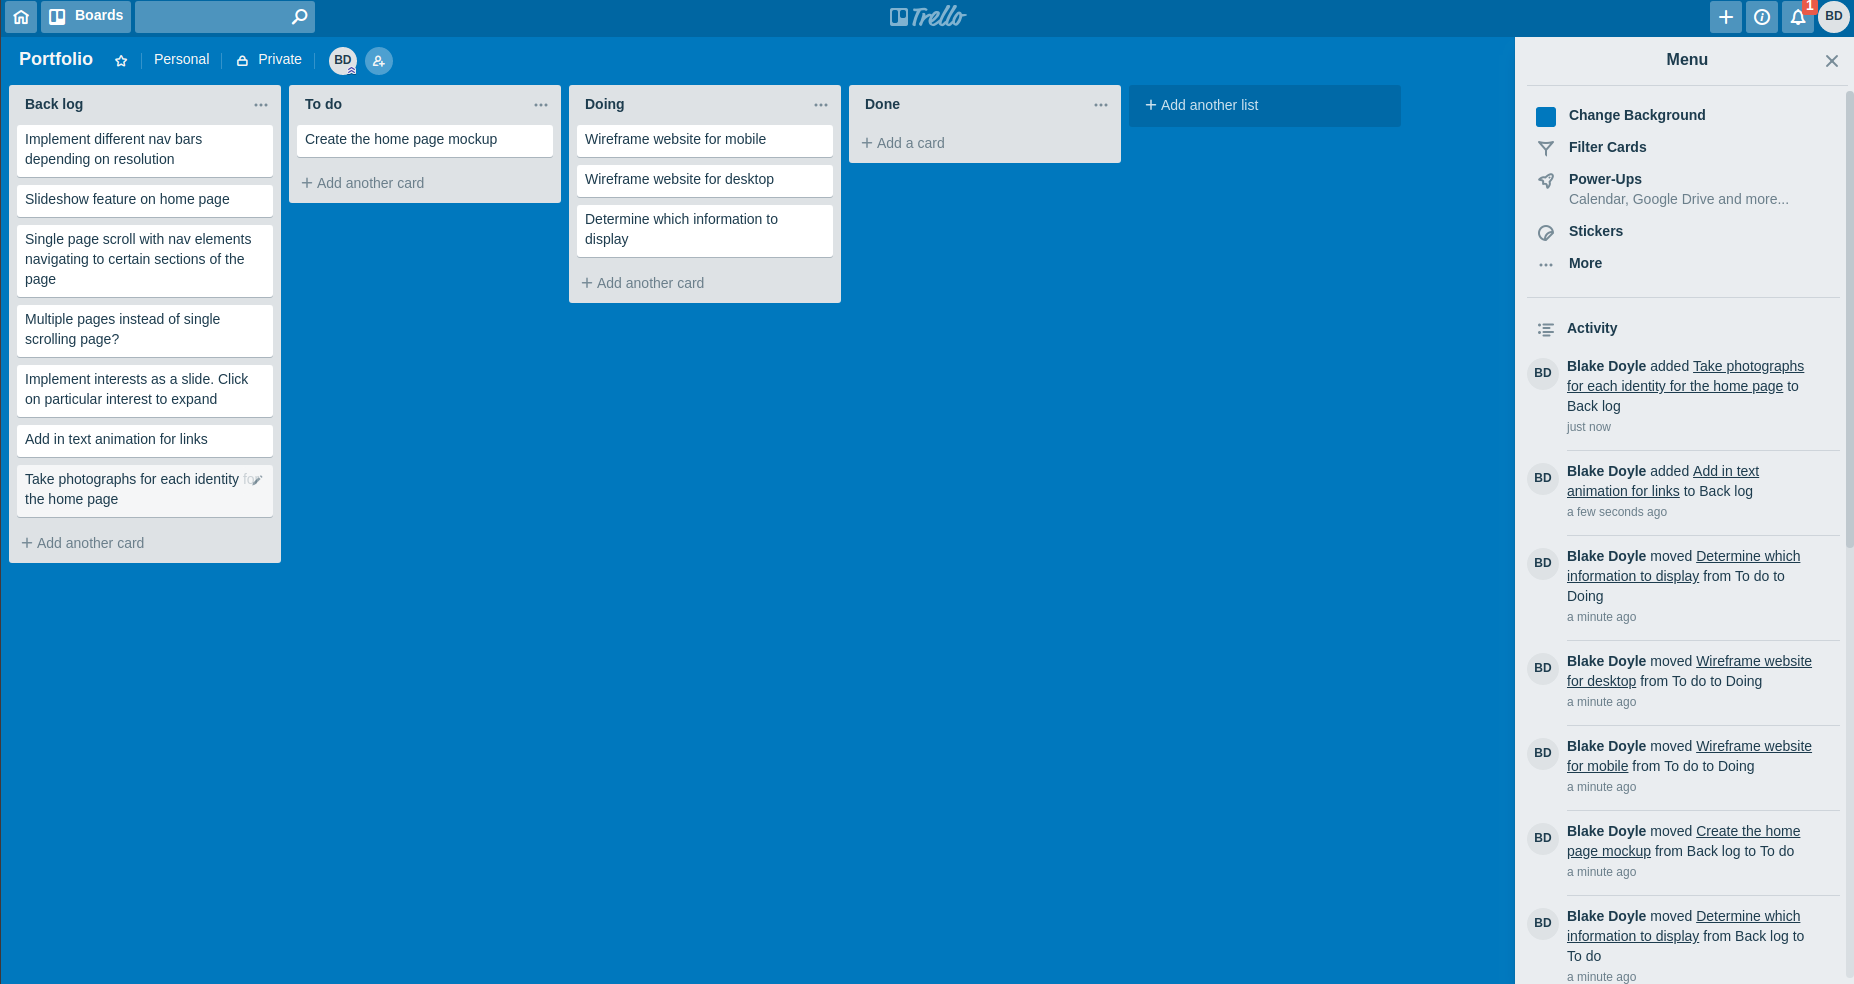 Boards
Trello
1
BD
Portfolio
Personal
Private
BD
Back log
Implement different nav bars
depending on resolution
Slideshow feature on home page
Single page scroll with nav elements
navigating to certain sections of the
page
Multiple pages instead of single
scrolling page?
Implement interests as a slide. Click
on particular interest to expand
Add in text animation for links
Take photographs for each identity for
the home page
Add another card
To do
Create the home page mockup
Add another card
Doing
Wireframe website for mobile
Wireframe website for desktop
Determine which information to
display
Add another card
Done
Add a card
Add another list
Menu
Change Background
Filter Cards
Power-Ups
Calendar, Google Drive and more...
Stickers
More
Activity
BD
Blake Doyle added Take photographs
for each identity for the home page to
Back log
just now
BD
Blake Doyle added Add in text
animation for links to Back log
a few seconds ago
BD
Blake Doyle moved Determine which
information to display from To do to
Doing
a minute ago
BD
Blake Doyle moved Wireframe website
for desktop from To do to Doing
a minute ago
BD
Blake Doyle moved Wireframe website
for mobile from To do to Doing
a minute ago
BD
Blake Doyle moved Create the home
page mockup from Back log to To do
a minute ago
BD
Blake Doyle moved Determine which
information to display from Back log to
To do
a minute ago